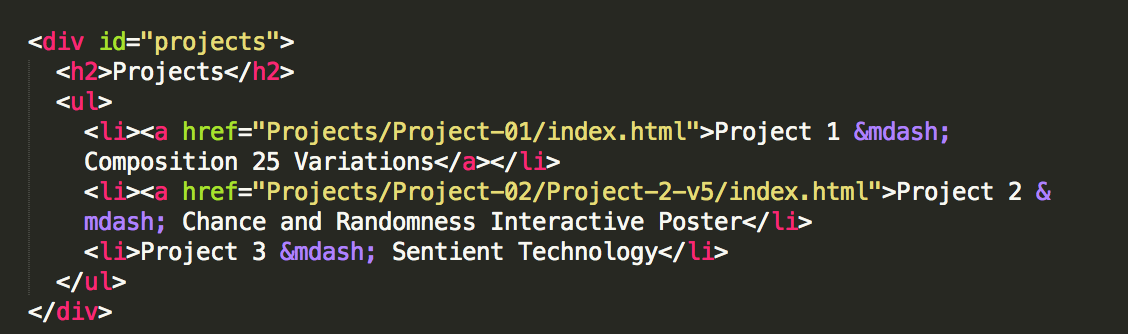 <div id="projects">
<h2>Projects</h2>
<ul>
<li><a href="Projects/Project-01/index.html">Project 1 &mdash;
Composition 25 Variations</a></li>
<li><a href="Projects/Project-02/Project-2-v5/index.html">Project 2 &
mdash; Chance and Randomness Interactive Poster</li>
<li>Project 3 &mdash; Sentient Technology</li>
</ul>
</div>